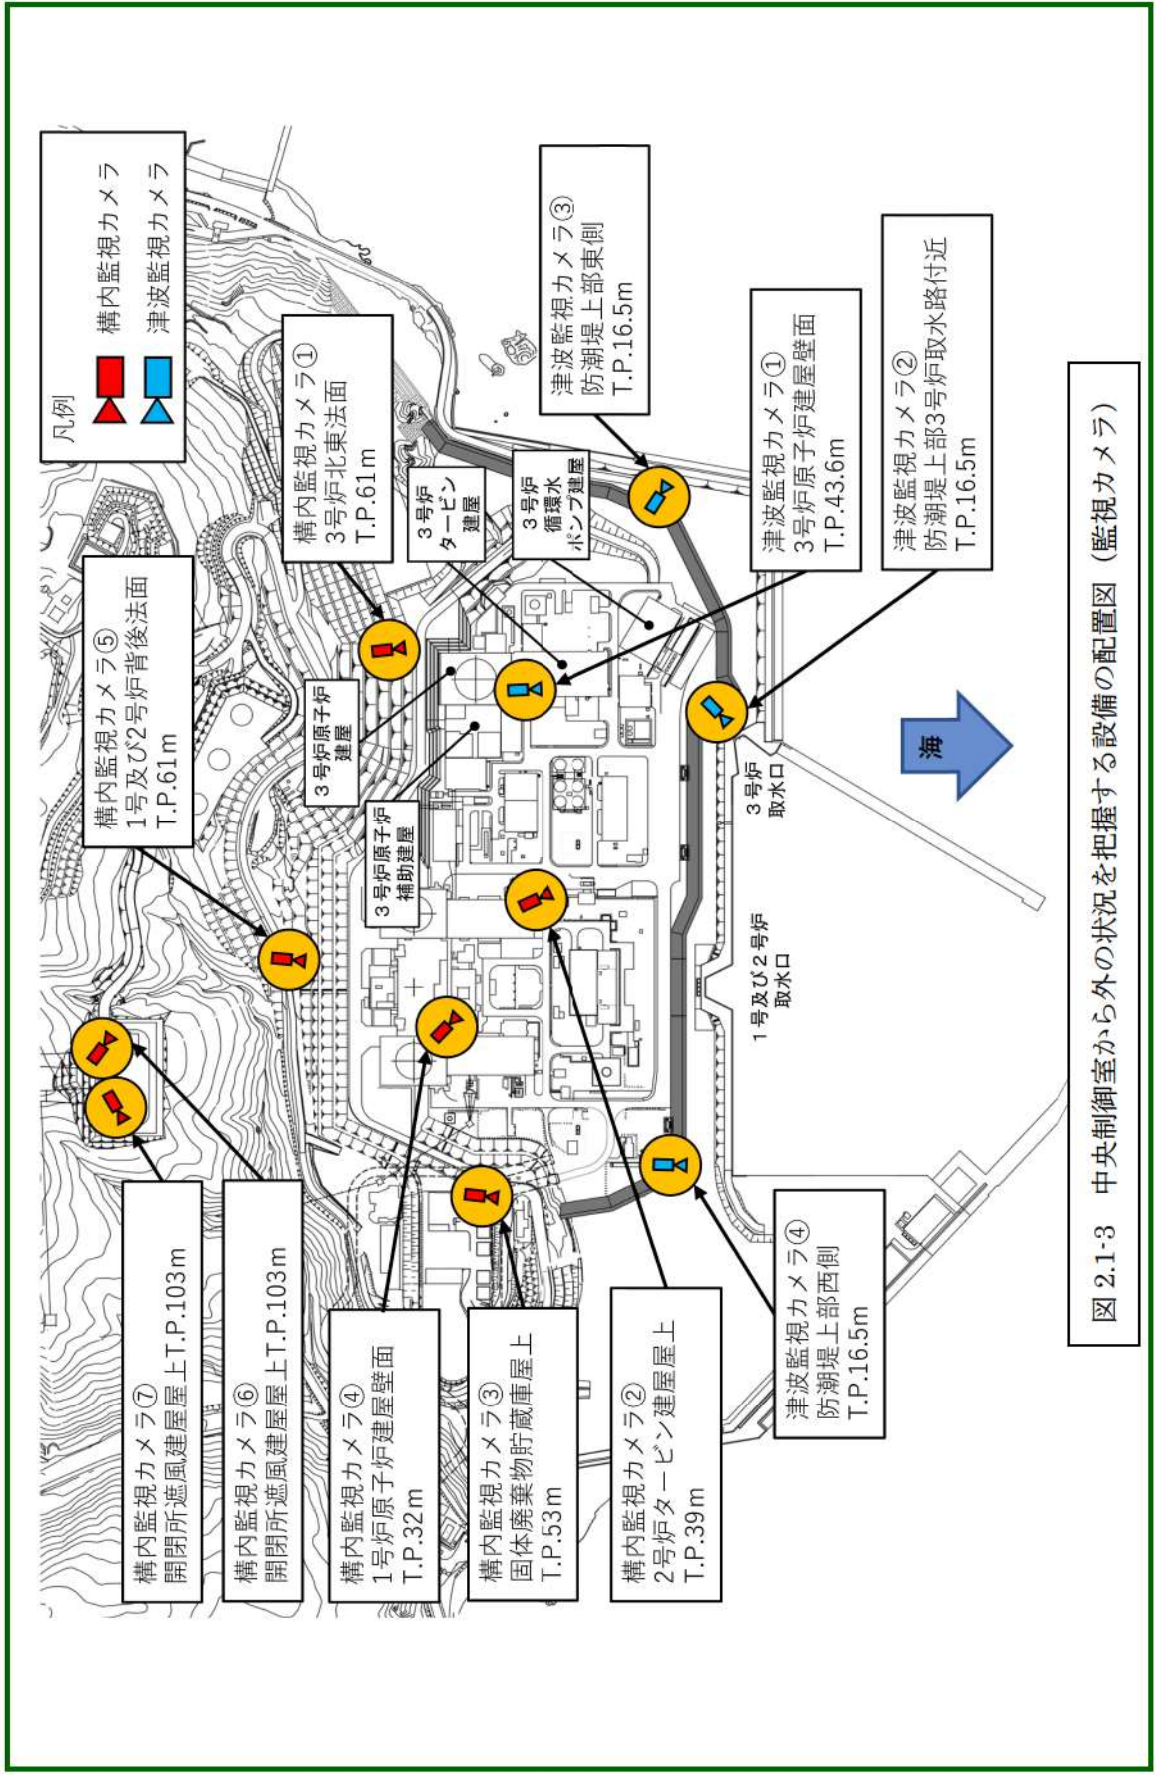 凡例
構内監視カメラ
津波監視カメラ
構内監視カメラ⑦
開閉所遮風建屋屋上T.P.103m
構内監視カメラ⑥
開閉所遮風建屋屋上T.P.103m
構内監視カメラ⑤
1号及び2号炉背後法面
T.P.61m
構内監視カメラ①
3号炉北東法面
T.P.61m
構内監視カメラ④
1号炉原子炉建屋壁面
T.P.32m
構内監視カメラ③
固体廃棄物貯蔵庫屋上
T.P.53m
構内監視カメラ②
2号炉タービン建屋屋上
T.P.39m
3号炉原子炉
建屋
3号炉原子炉
補助建屋
3号炉
タービン
建屋
3号炉
循環水
ポンプ建屋
津波監視カメラ③
防潮堤上部東側
T.P.16.5m
津波監視カメラ①
3号炉原子炉建屋壁面
T.P.43.6m
津波監視カメラ②
防潮堤上部3号炉取水路付近
T.P.16.5m
津波監視カメラ④
防潮堤上部西側
T.P.16.5m
1号及び2号炉
取水口
3号炉
取水口
海
図 2.1-3 中央制御室から外の状況を把握する設備の配置図（監視カメラ）